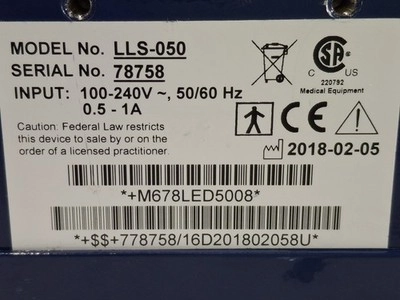 MODEL No. LLS-050
SERIAL No. 78758
INPUT: 100-240V ~, 50/60 Hz
0.5 - 1A
Caution: Federal Law restricts
this device to sale by or on the
order of a licensed practitioner.
CSA
C US
220792
Medical Equipment
CE
2018-02-05
*+M678LED5008*
*+$$+778758/16D201802058U*